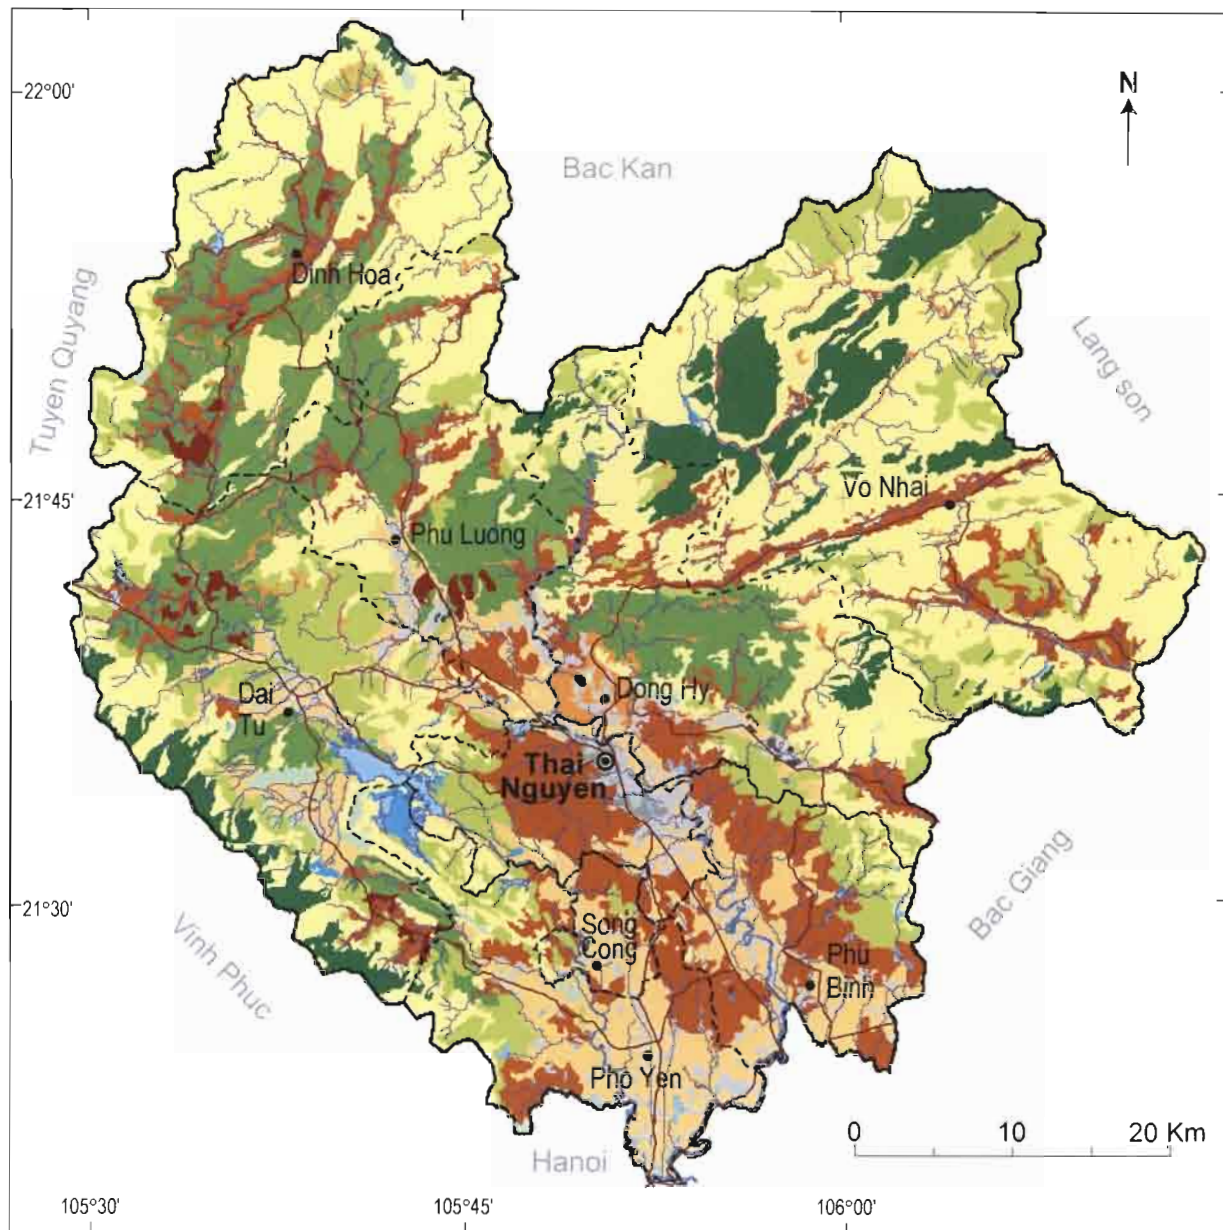 22°00'
N
Bac Kan
Dinh Hoa
Tuyen Quyang
Lang son
21°45'
Vo Nhai
Phu Luong
Dai
Tu
Dong Hy
Thai
Nguyen
21°30'
Vinh Phuc
Song
Cong
Bac Giang
Phu
Binh
Pho Yen
0 10 20 Km
Hanoi
105°30' 105°45' 106°00'